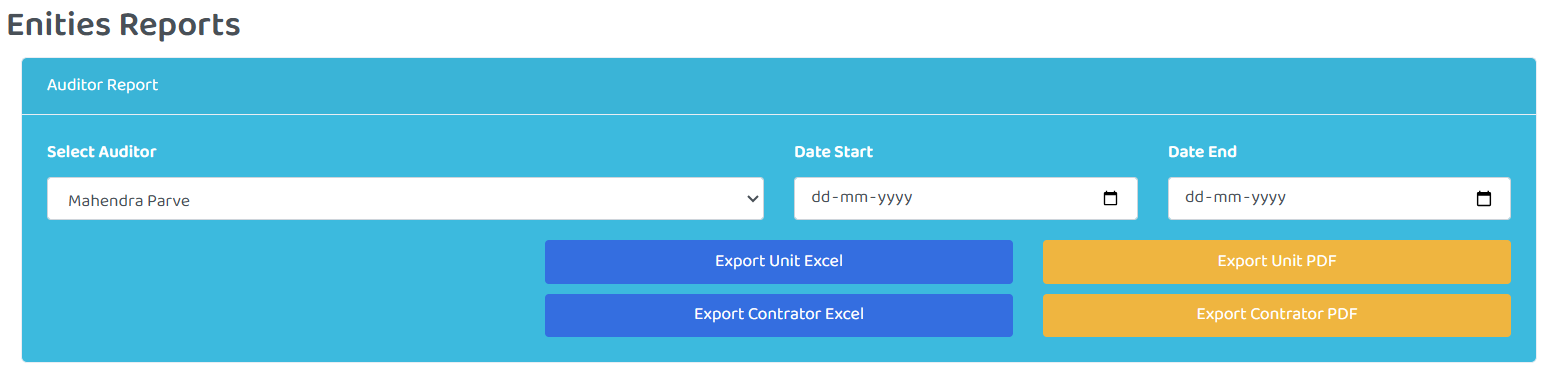 Enities Reports
Auditor Report
Select Auditor
Date Start
Date End
Mahendra Parve
dd-mm-yyyy
dd-mm-yyyy
Export Unit Excel
Export Unit PDF
Export Contrator Excel
Export Contrator PDF